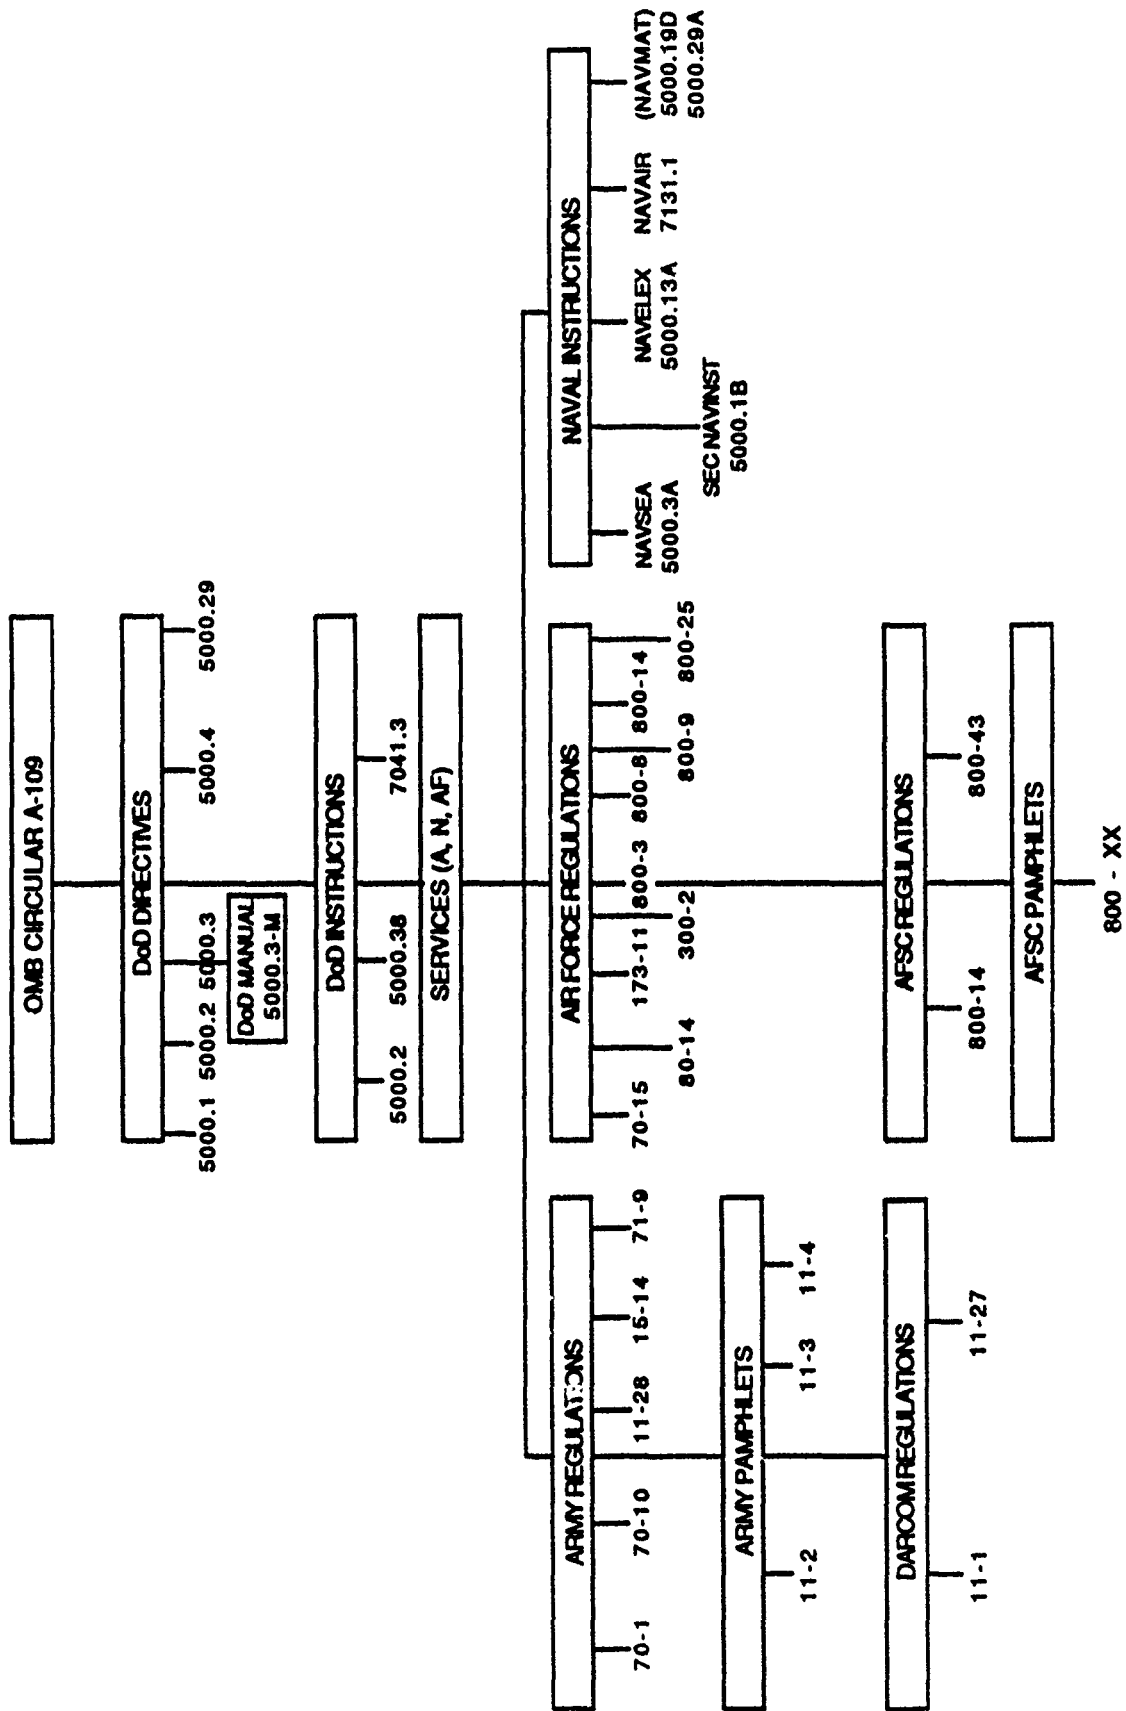 OMB CIRCULAR A-109
DoD DIRECTIVES
5000.1 5000.2 5000.3 5000.4 5000.29
DoD MANUAL
5000.3-M
DoD INSTRUCTIONS
5000.2 5000.38 7041.3
SERVICES (A, N, AF)
ARMY REGULATIONS
70-1 70-10 11-28 15-14 71-9
ARMY PAMPHLETS
11-2 11-3 11-4
DARCOM REGULATIONS
11-1 11-27
AIR FORCE REGULATIONS
70-15 173-11 800-3 800-8 800-14
80-14 300-2 800-9 800-25
AFSC REGULATIONS
800-14 800-43
AFSC PAMPHLETS
800 - XX
NAVAL INSTRUCTIONS
NAVSEA NAVELEX NAVAIR (NAVMAT)
5000.3A 5000.13A 7131.1 5000.19D
5000.29A
SEC NAVINST
5000.1B